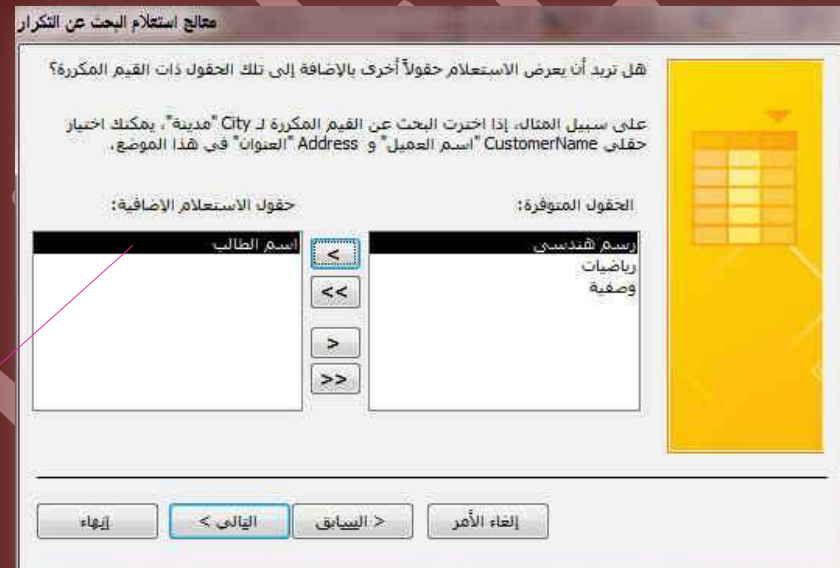 معالج استعلام البحث عن التكرار
هل تريد أن يعرض الاستعلام حقولاً أخرى بالإضافة إلى تلك الحقول ذات القيم المكررة؟
على سبيل المثال، إذا اخترت البحث عن القيم المكررة لـ City "مدينة"، يمكنك اختيار
حقلي CustomerName "اسم العميل" و Address "العنوان" في هذا الموضع.
الحقول المتوفرة:
حقول الاستعلام الإضافية:
رسم هندسي
رياضيات
وصفية
<
<<
>
>>
اسم الطالب
إلغاء الأمر
< السابق
التالي >
إنهاء